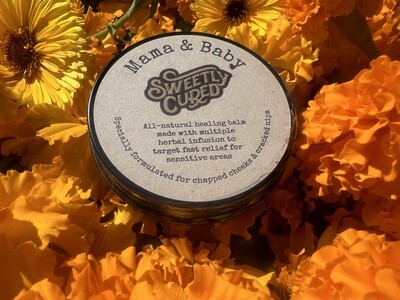 Mama & Baby
SWEETLY
CURED
All-natural healing balm
made with multiple
herbal infusion to
target fast relief for
sensitive areas
Specially formulated for chapped cheeks & cracked nips